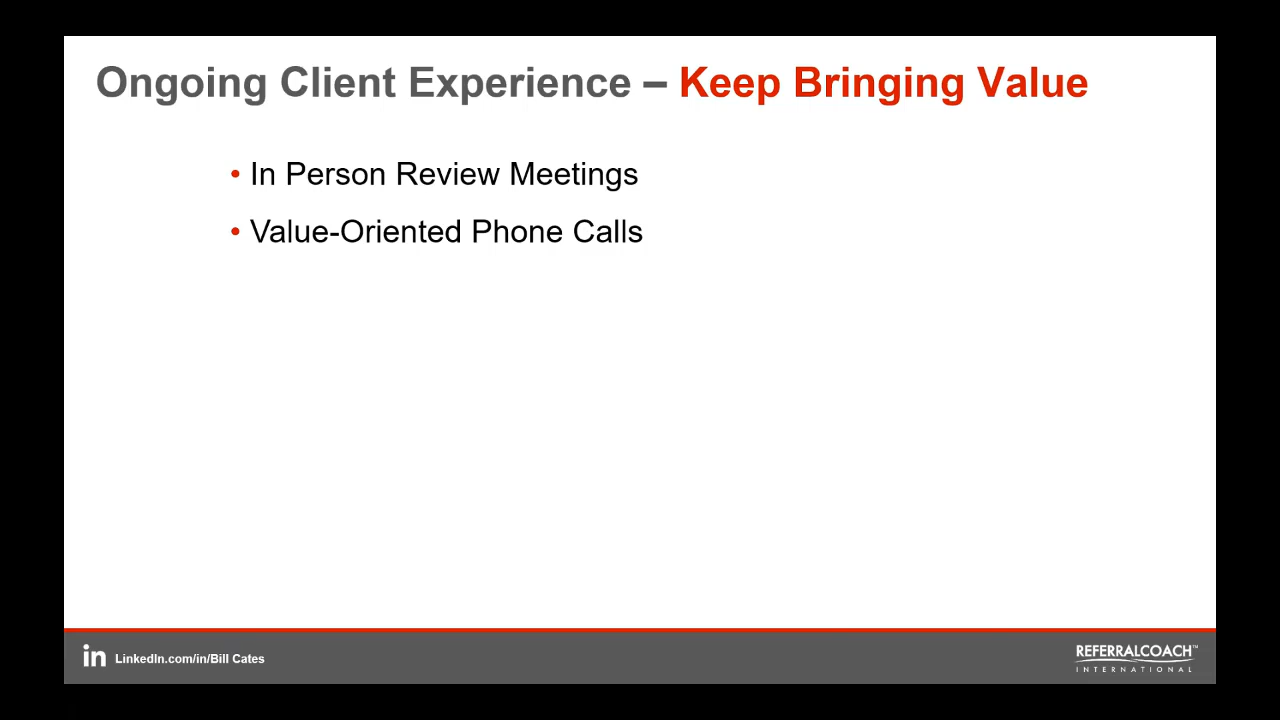 Ongoing Client Experience – Keep Bringing Value
• In Person Review Meetings
• Value-Oriented Phone Calls
in LinkedIn.com/in/Bill Cates
REFERRALCOACH™
INTERNATIONAL